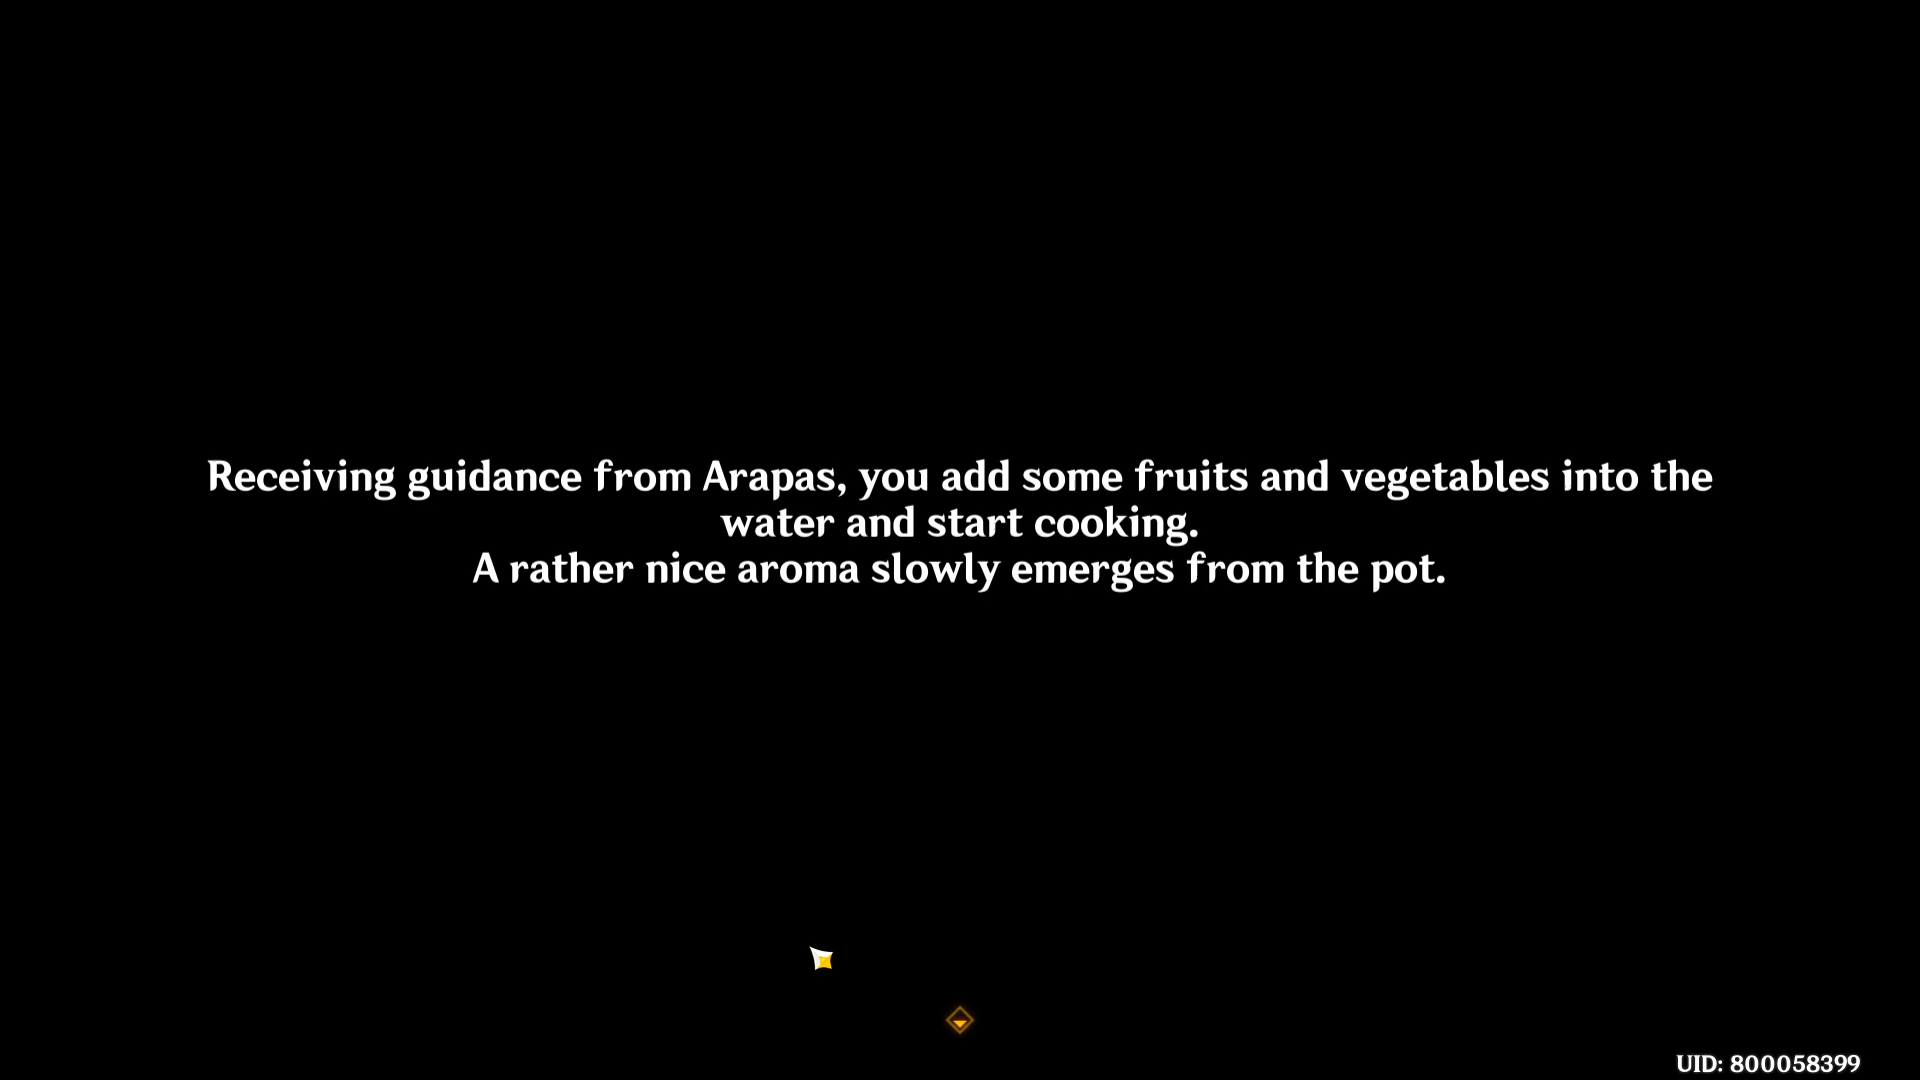 Receiving guidance from Arapas, you add some fruits and vegetables into the
water and start cooking.
A rather nice aroma slowly emerges from the pot.
UID: 800058399